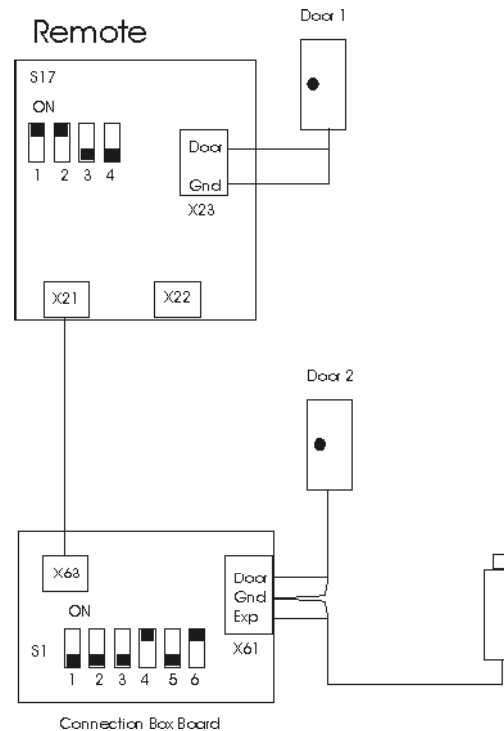 Remote
Door 1
S17
ON
1 2 3 4
Door
Gnd
X23
X21
X22
Door 2
X63
ON
S1
1 2 3 4 5 6
Door
Gnd
Exp
X61
Connection Box Board